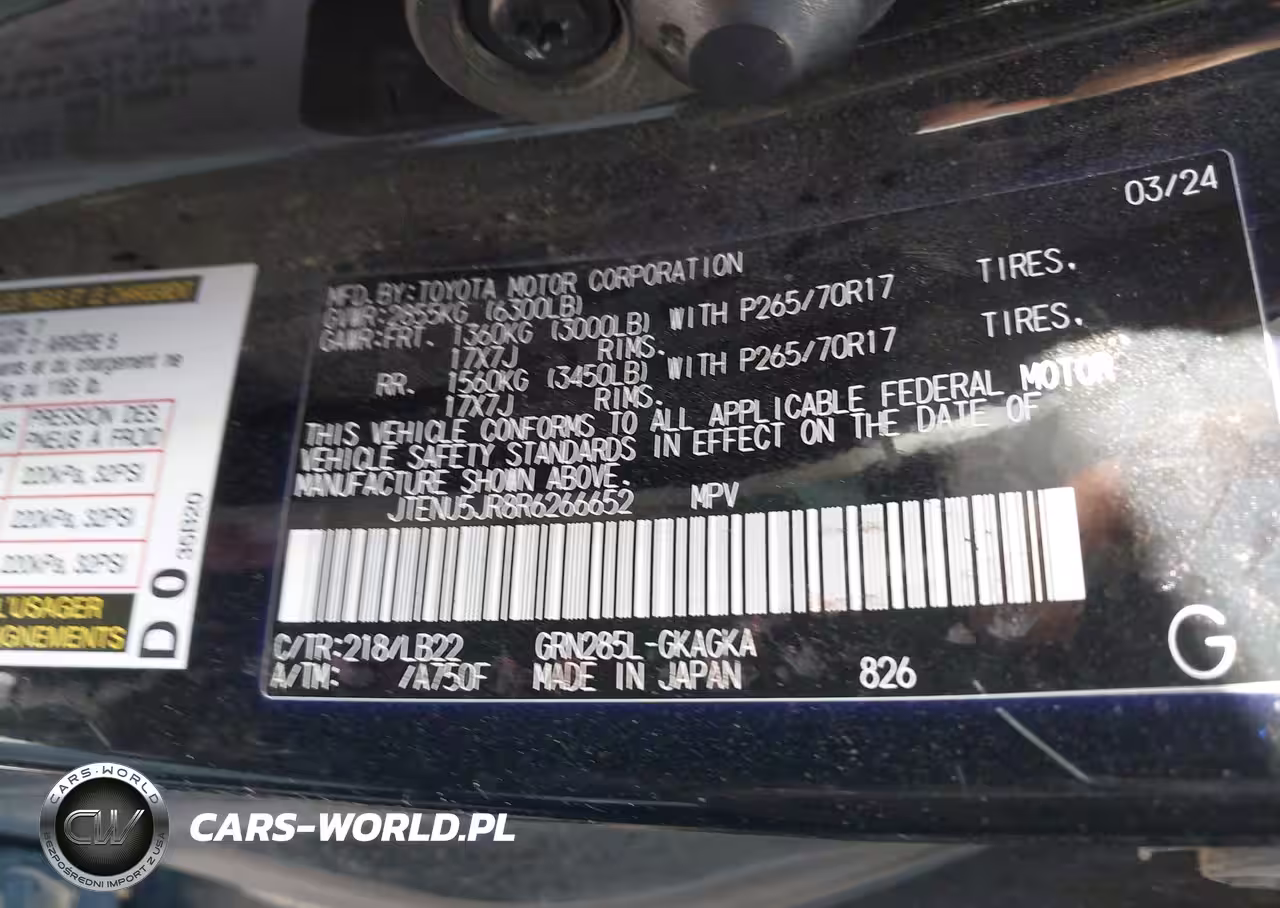 03/24
MFD. BY: TOYOTA MOTOR CORPORATION
GVWR: 2855KG (6300LB)
GAWR: FRT. 1360KG (3000LB) WITH P265/70R17 TIRES.
17X7J RIMS.
RR. 1560KG (3450LB) WITH P265/70R17 TIRES.
17X7J RIMS.
THIS VEHICLE CONFORMS TO ALL APPLICABLE FEDERAL MOTOR
VEHICLE SAFETY STANDARDS IN EFFECT ON THE DATE OF
MANUFACTURE SHOWN ABOVE.
JTENU5JR8R6266652 MPV
C/TR: 218/LB22 GRN285L-GKAGKA
A/TM: /A750F MADE IN JAPAN 826
G
PRESSION DES
PNEUS À FROID
220kPa, 32PSI
220kPa, 32PSI
220kPa, 32PSI
L'USAGER
D0 35B20
CARS-WORLD
CW
BEZPOŚREDNI IMPORT Z USA
CARS-WORLD.PL